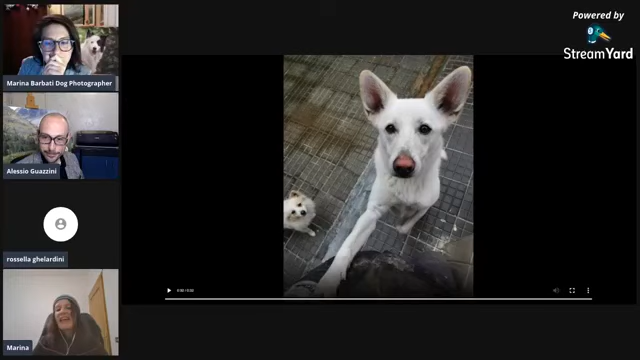 Powered by
StreamYard
Marina Barbati Dog Photographer
Alessio Guazzini
rossella ghelardini
Marina